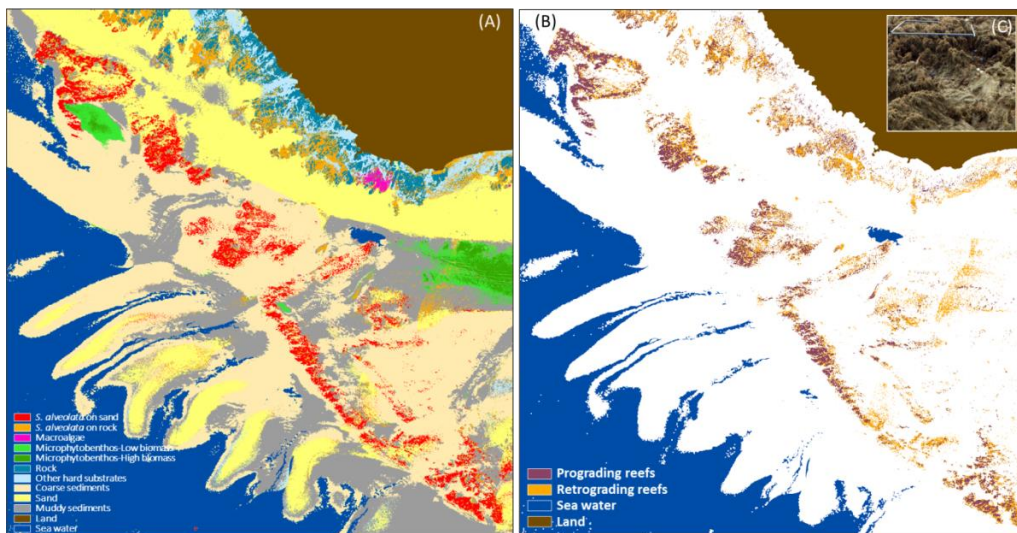 (A)
S. alveolata on sand
S. alveolata on rock
Macroalgae
Microphytobenthos-Low biomass
Microphytobenthos-High biomass
Rock
Other hard substrates
Coarse sediments
Sand
Muddy sediments
Land
Sea water
(B)
(C)
Prograding reefs
Retrograding reefs
Sea water
Land